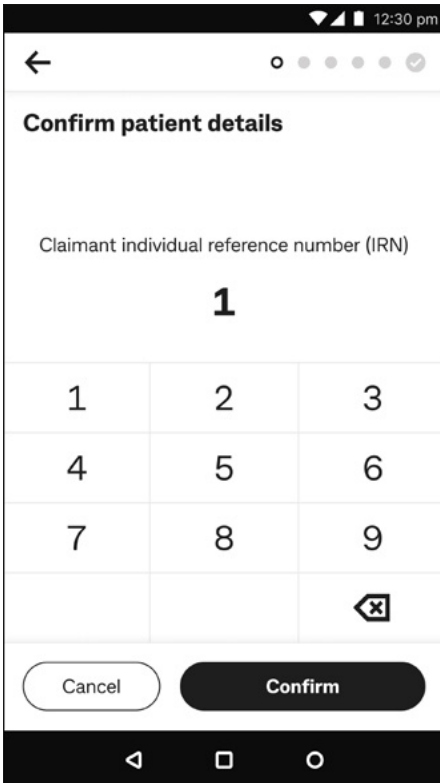 12:30 pm
Confirm patient details
Claimant individual reference number (IRN)
1
1 2 3
4 5 6
7 8 9
Cancel Confirm